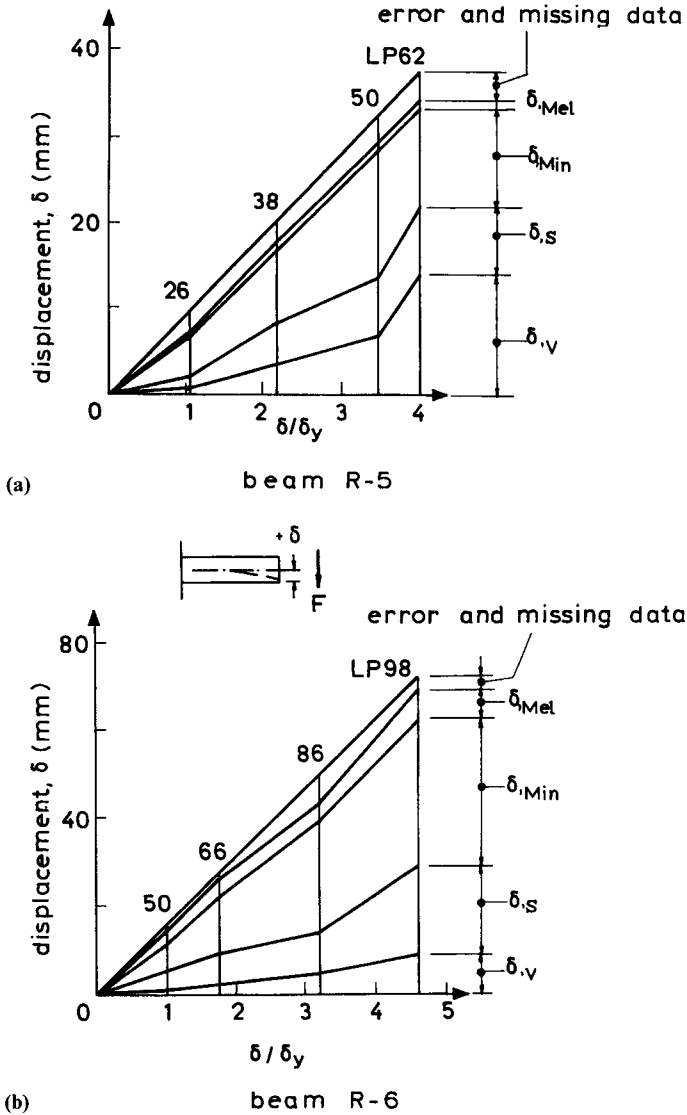 error and missing data
40
LP62
50
δ,Mel
δ,Min
38
20
δ,S
26
δ,V
displacement, δ (mm)
0 1 2 3 4
δ/δy
(a) beam R-5
+δ
F
error and missing data
80
LP98
δ,Mel
86
δ,Min
40
66
50
δ,S
δ,V
displacement, δ (mm)
0 1 2 3 4 5
δ/δy
(b) beam R-6